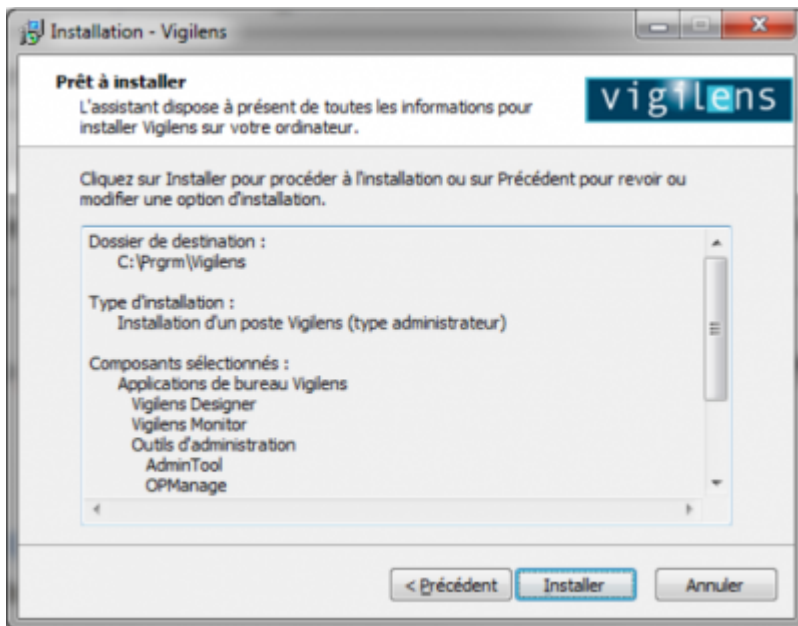 Installation - Vigilens
Prêt à installer
L'assistant dispose à présent de toutes les informations pour
installer Vigilens sur votre ordinateur.
vigilens
Cliquez sur Installer pour procéder à l'installation ou sur Précédent pour revoir ou
modifier une option d'installation.
Dossier de destination :
C:\Prgrm\Vigilens
Type d'installation :
Installation d'un poste Vigilens (type administrateur)
Composants sélectionnés :
Applications de bureau Vigilens
Vigilens Designer
Vigilens Monitor
Outils d'administration
AdminTool
OPManage
< Précédent
Installer
Annuler